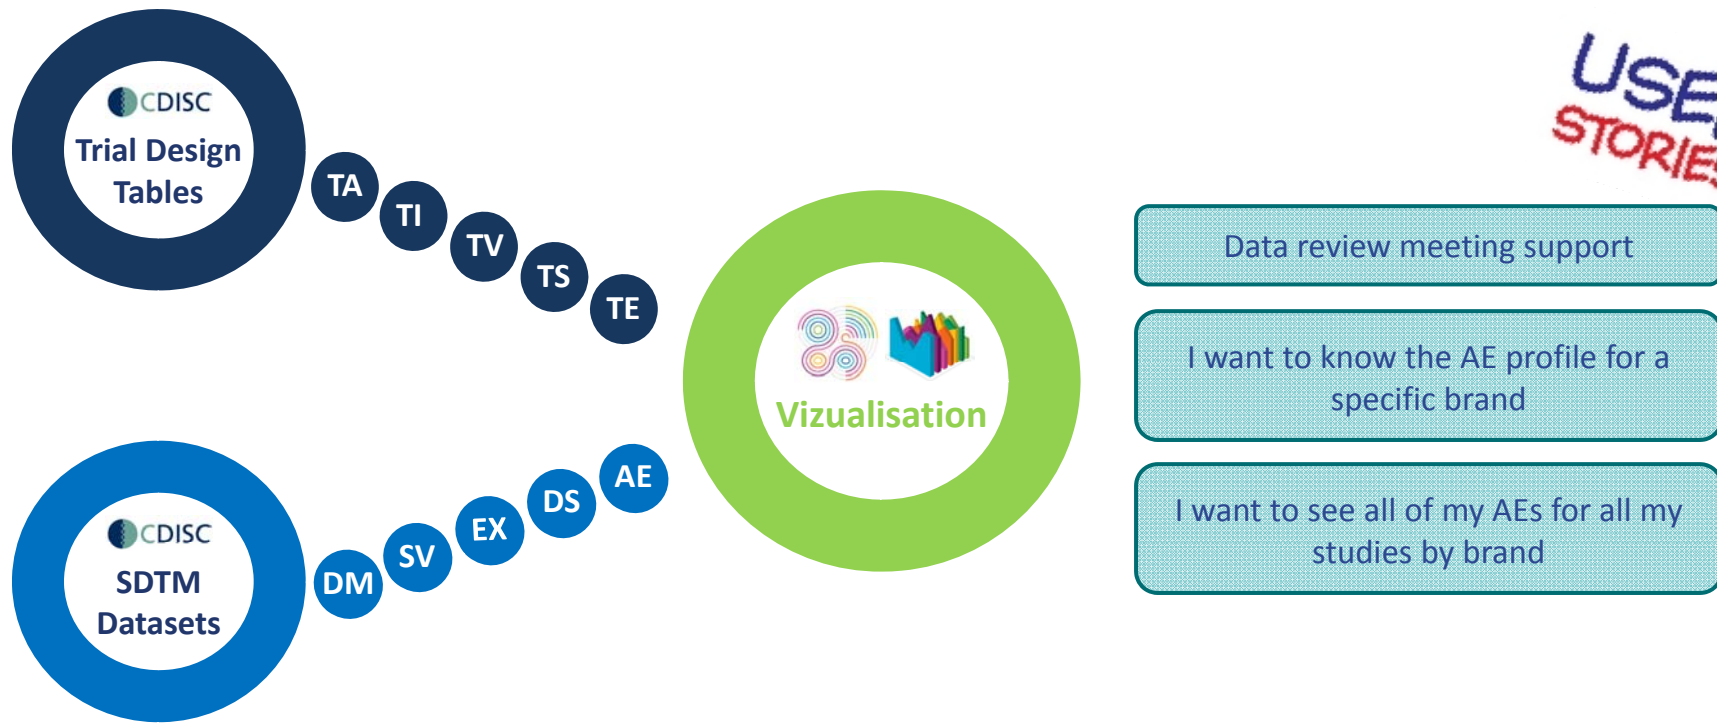 CDISC
Trial Design
Tables
TA
TI
TV
TS
TE
CDISC
SDTM
Datasets
DM
SV
EX
DS
AE
Vizualisation
USE
STORIES
Data review meeting support
I want to know the AE profile for a
specific brand
I want to see all of my AEs for all my
studies by brand